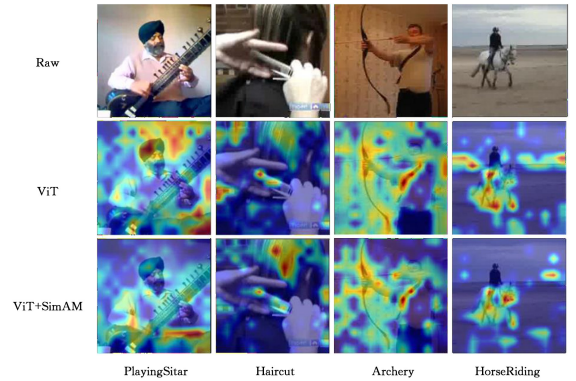 Raw
ViT
ViT+SimAM
PlayingSitar
Haircut
Archery
HorseRiding